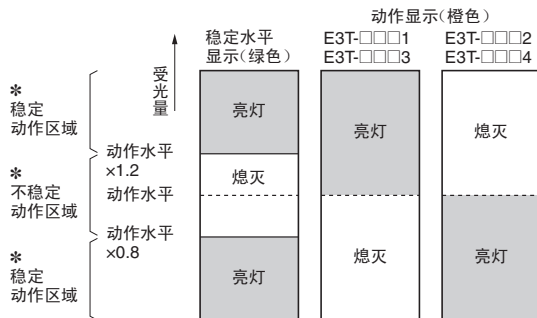 动作显示(橙色)
稳定水平
显示(绿色)
E3T-□□□1
E3T-□□□3
E3T-□□□2
E3T-□□□4
受光量
*
稳定
动作区域
亮灯
亮灯
熄灭
动作水平
×1.2
*
不稳定
动作区域
动作水平
熄灭
动作水平
×0.8
*
稳定
动作区域
亮灯
熄灭
亮灯